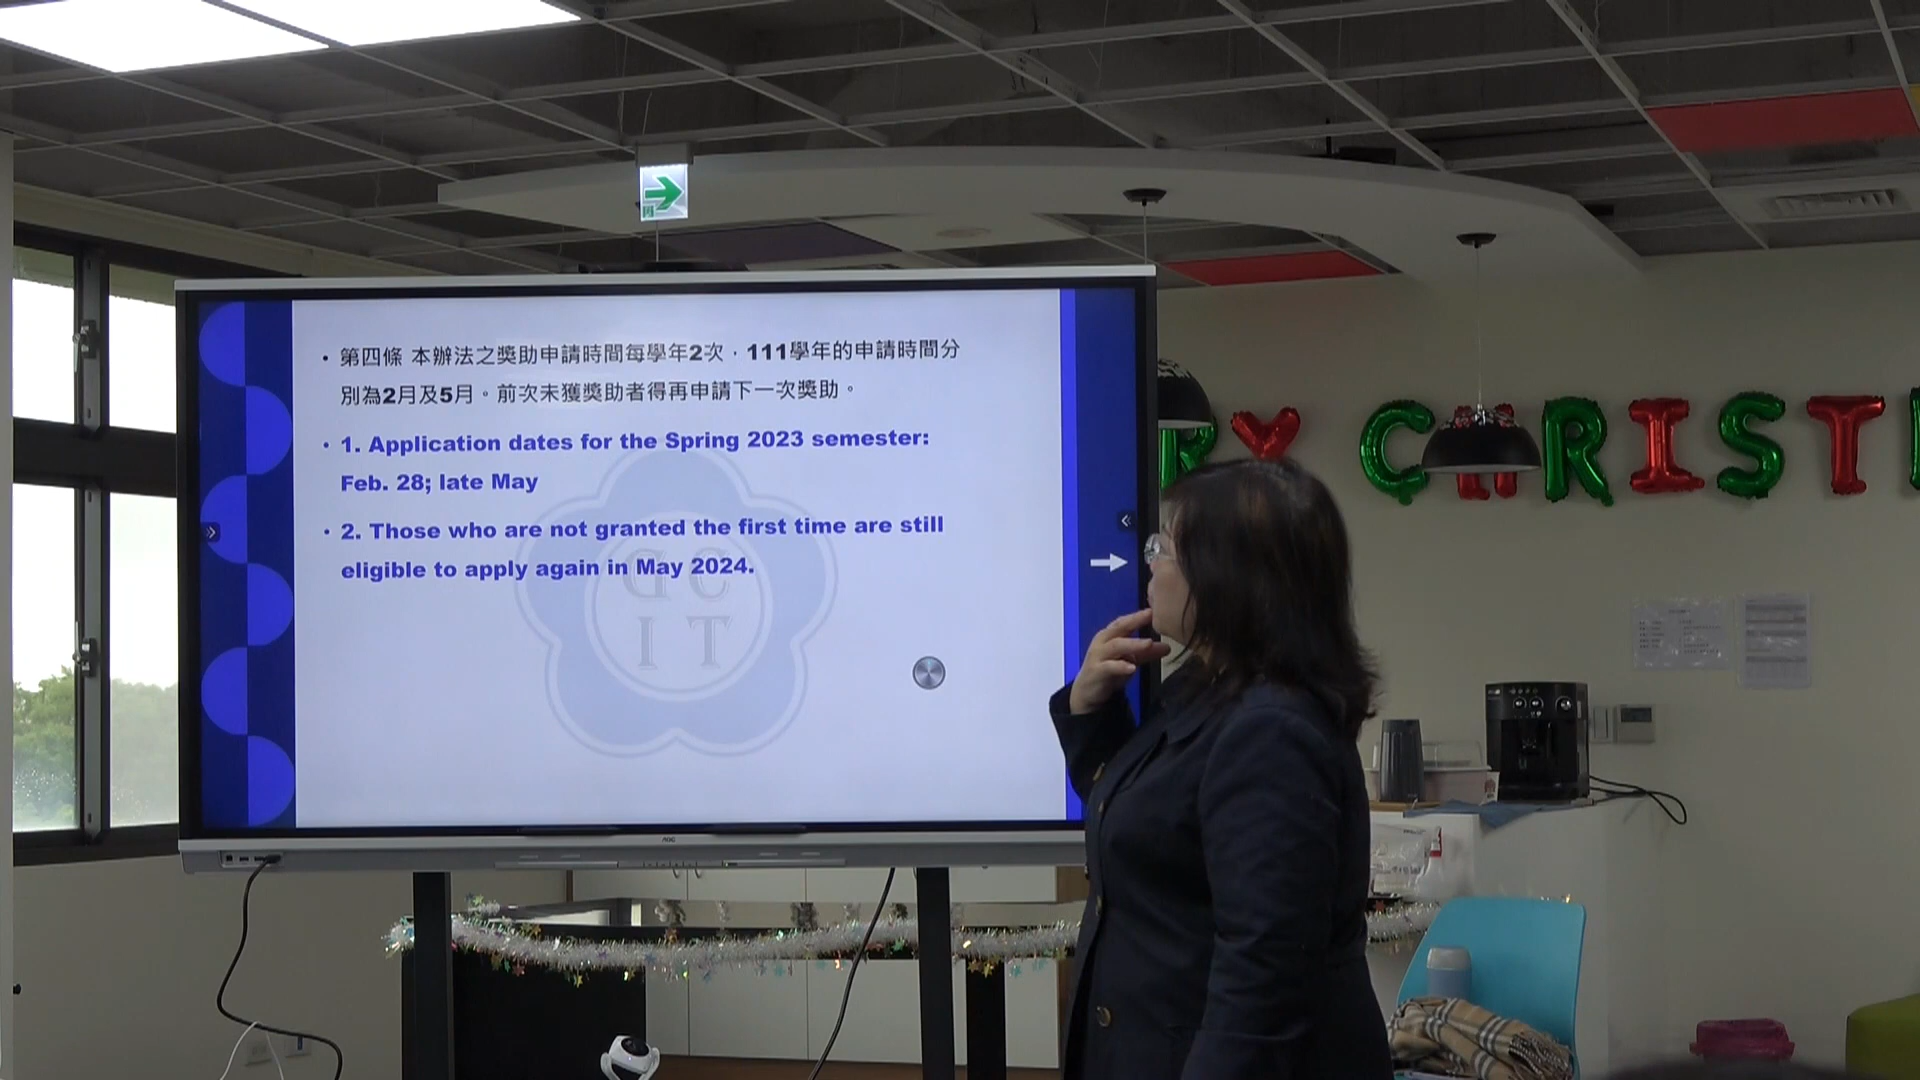 • 第四條 本辦法之獎助申請時間每學年2次，111學年的申請時間分
別為2月及5月。前次未獲獎助者得再申請下一次獎助。
• 1. Application dates for the Spring 2023 semester:
Feb. 28; late May
• 2. Those who are not granted the first time are still
eligible to apply again in May 2024.
GC
IT
AOC
RY CHRIST